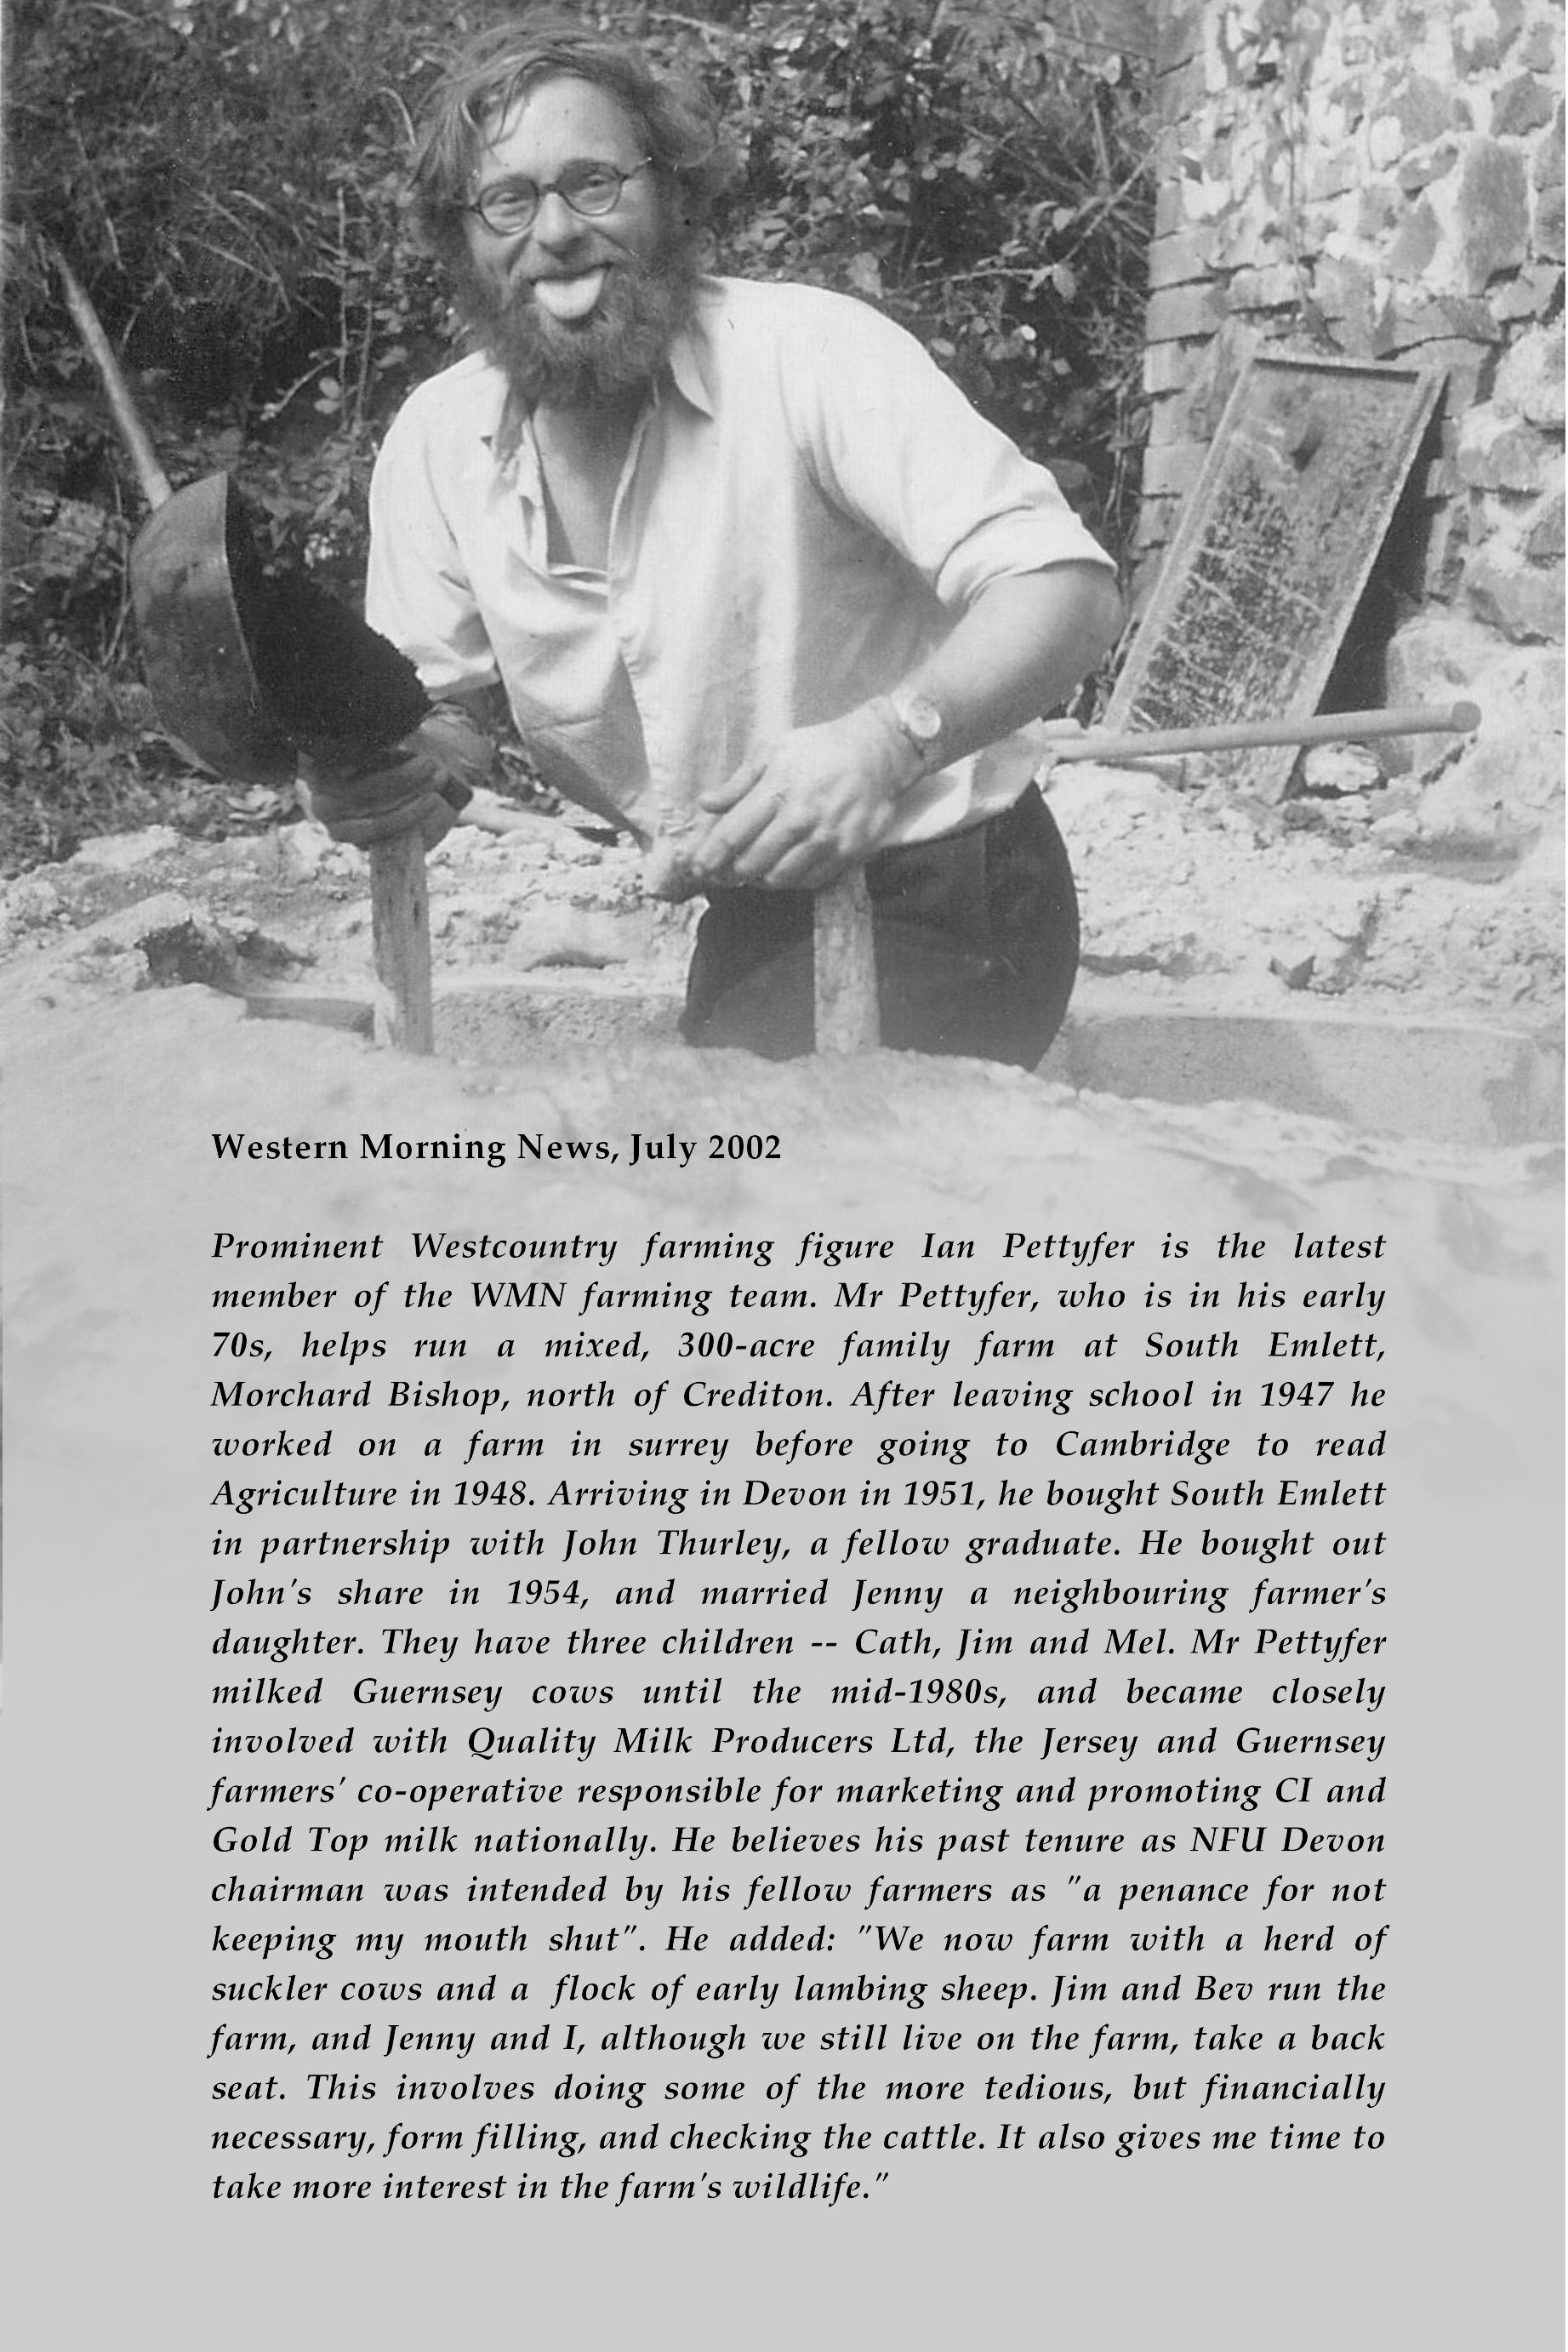 Western Morning News, July 2002
Prominent Westcountry farming figure Ian Pettyfer is the latest
member of the WMN farming team. Mr Pettyfer, who is in his early
70s, helps run a mixed, 300-acre family farm at South Emlett,
Morchard Bishop, north of Crediton. After leaving school in 1947 he
worked on a farm in surrey before going to Cambridge to read
Agriculture in 1948. Arriving in Devon in 1951, he bought South Emlett
in partnership with John Thurley, a fellow graduate. He bought out
John's share in 1954, and married Jenny a neighbouring farmer's
daughter. They have three children -- Cath, Jim and Mel. Mr Pettyfer
milked Guernsey cows until the mid-1980s, and became closely
involved with Quality Milk Producers Ltd, the Jersey and Guernsey
farmers' co-operative responsible for marketing and promoting CI and
Gold Top milk nationally. He believes his past tenure as NFU Devon
chairman was intended by his fellow farmers as "a penance for not
keeping my mouth shut". He added: "We now farm with a herd of
suckler cows and a flock of early lambing sheep. Jim and Bev run the
farm, and Jenny and I, although we still live on the farm, take a back
seat. This involves doing some of the more tedious, but financially
necessary, form filling, and checking the cattle. It also gives me time to
take more interest in the farm's wildlife."